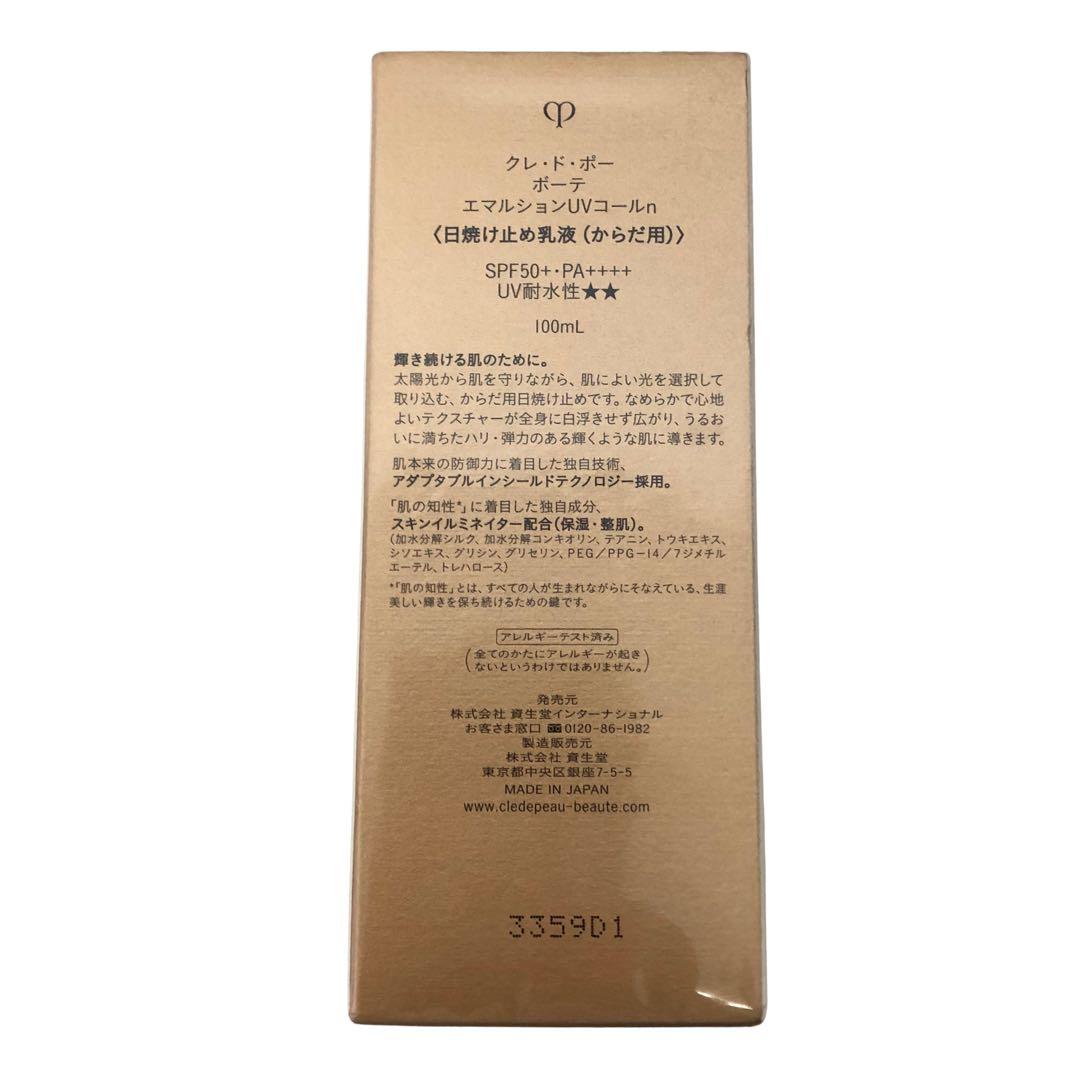 クレ・ド・ポー
ボーテ
エマルションUVコールn
〈日焼け止め乳液（からだ用）〉
SPF50+・PA++++
UV耐水性★★
100mL
輝き続ける肌のために。
太陽光から肌を守りながら、肌によい光を選択して
取り込む、からだ用日焼け止めです。なめらかで心地
よいテクスチャーが全身に白浮きせず広がり、うるお
いに満ちたハリ・弾力のある輝くような肌に導きます。
肌本来の防御力に着目した独自技術、
アダプタブルインシールドテクノロジー採用。
「肌の知性*」に着目した独自成分、
スキンイルミネイター配合（保湿・整肌）。
（加水分解シルク、加水分解コンキオリン、テアニン、トウキエキス、
シソエキス、グリシン、グリセリン、PEG／PPG－14／7ジメチル
エーテル、トレハロース）
*「肌の知性」とは、すべての人が生まれながらにそなえている、生涯
美しい輝きを保ち続けるための鍵です。
アレルギーテスト済み
（全てのかたにアレルギーが起き
ないというわけではありません。）
発売元
株式会社 資生堂インターナショナル
お客さま窓口 0120-86-1982
製造販売元
株式会社 資生堂
東京都中央区銀座7-5-5
MADE IN JAPAN
www.cledepeau-beaute.com
3359D1